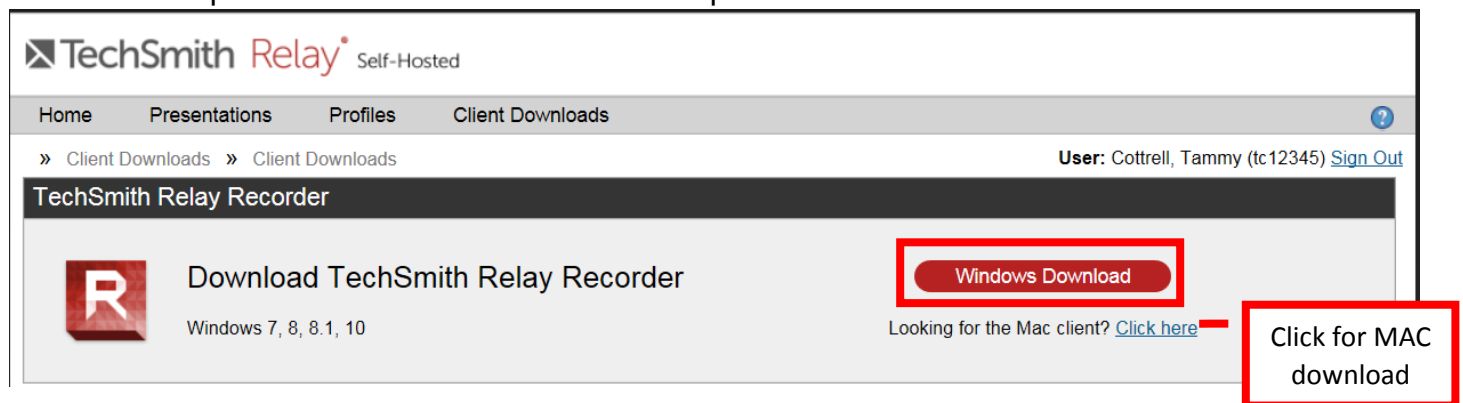 TechSmith Relay Self-Hosted
Home Presentations Profiles Client Downloads ?
» Client Downloads » Client Downloads User: Cottrell, Tammy (tc12345) Sign Out
TechSmith Relay Recorder
R
Download TechSmith Relay Recorder Windows Download
Windows 7, 8, 8.1, 10 Looking for the Mac client? Click here
Click for MAC
download